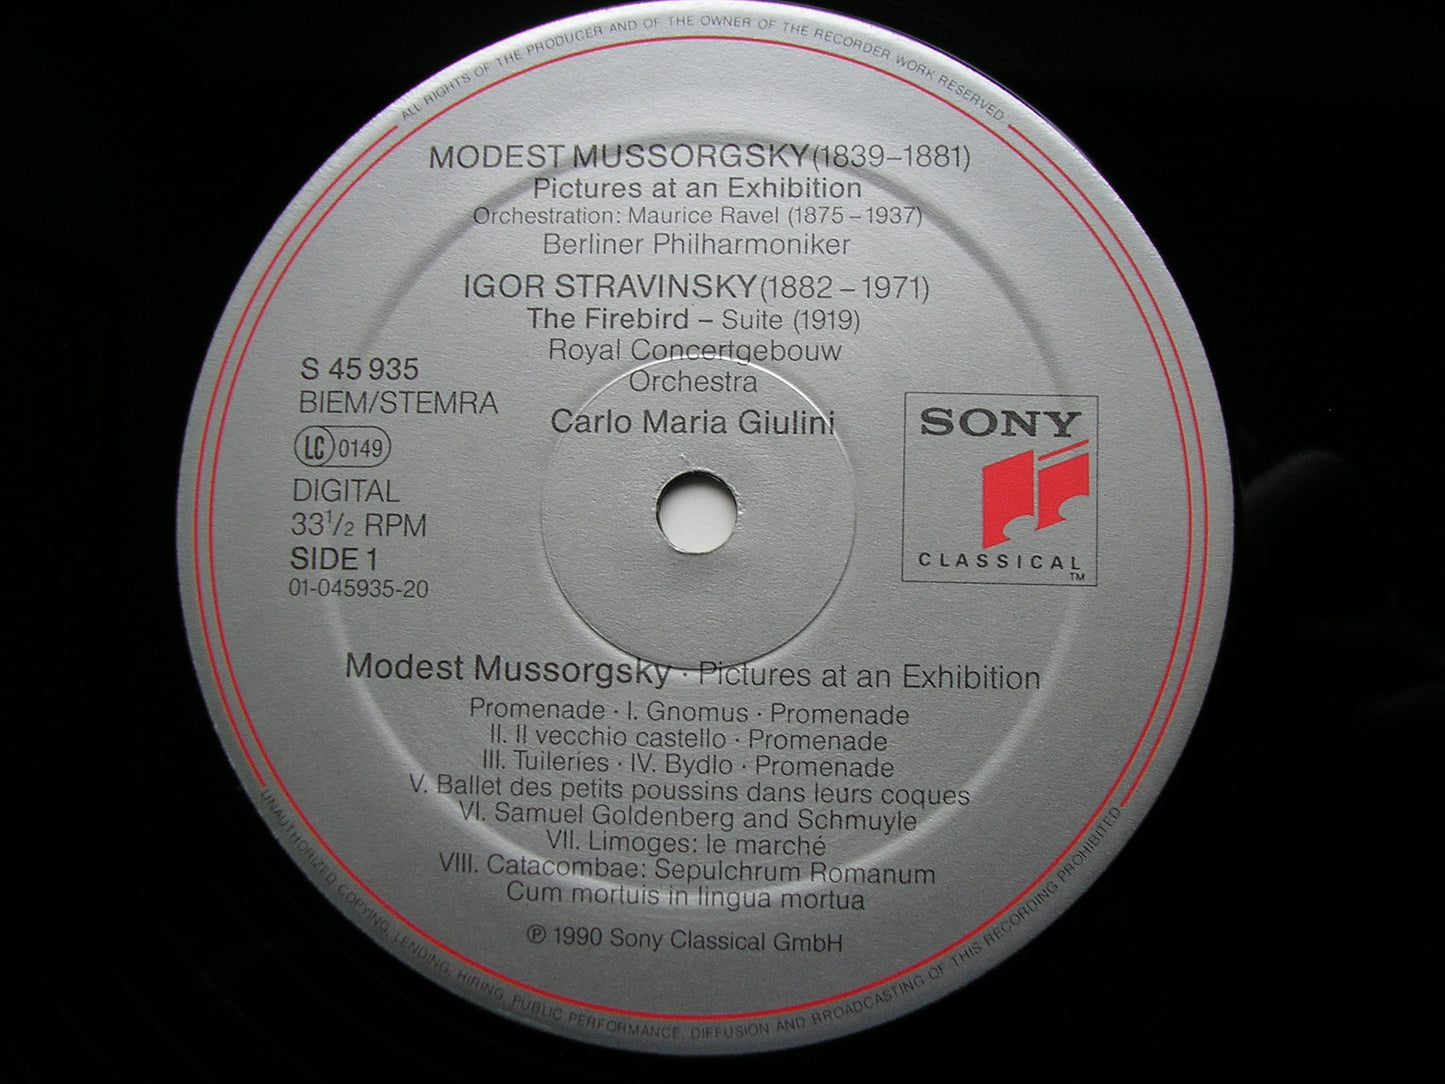 ALL RIGHTS OF THE PRODUCER AND OF THE OWNER OF THE RECORDER WORK RESERVED.
MODEST MUSSORGSKY (1839–1881)
Pictures at an Exhibition
Orchestration: Maurice Ravel (1875–1937)
Berliner Philharmoniker
IGOR STRAVINSKY (1882–1971)
The Firebird – Suite (1919)
Royal Concertgebouw
Orchestra
Carlo Maria Giulini
S 45 935
BIEM/STEMRA
LC 0149
DIGITAL
33 1/2 RPM
SIDE 1
01-045935-20
SONY
CLASSICAL
TM
Modest Mussorgsky · Pictures at an Exhibition
Promenade · I. Gnomus · Promenade
II. Il vecchio castello · Promenade
III. Tuileries · IV. Bydlo · Promenade
V. Ballet des petits poussins dans leurs coques
VI. Samuel Goldenberg and Schmuyle
VII. Limoges: le marché
VIII. Catacombae: Sepulchrum Romanum
Cum mortuis in lingua mortua
℗ 1990 Sony Classical GmbH
UNAUTHORIZED COPYING, LENDING, HIRING, PUBLIC PERFORMANCE, DIFFUSION AND BROADCASTING OF THIS RECORDING PROHIBITED